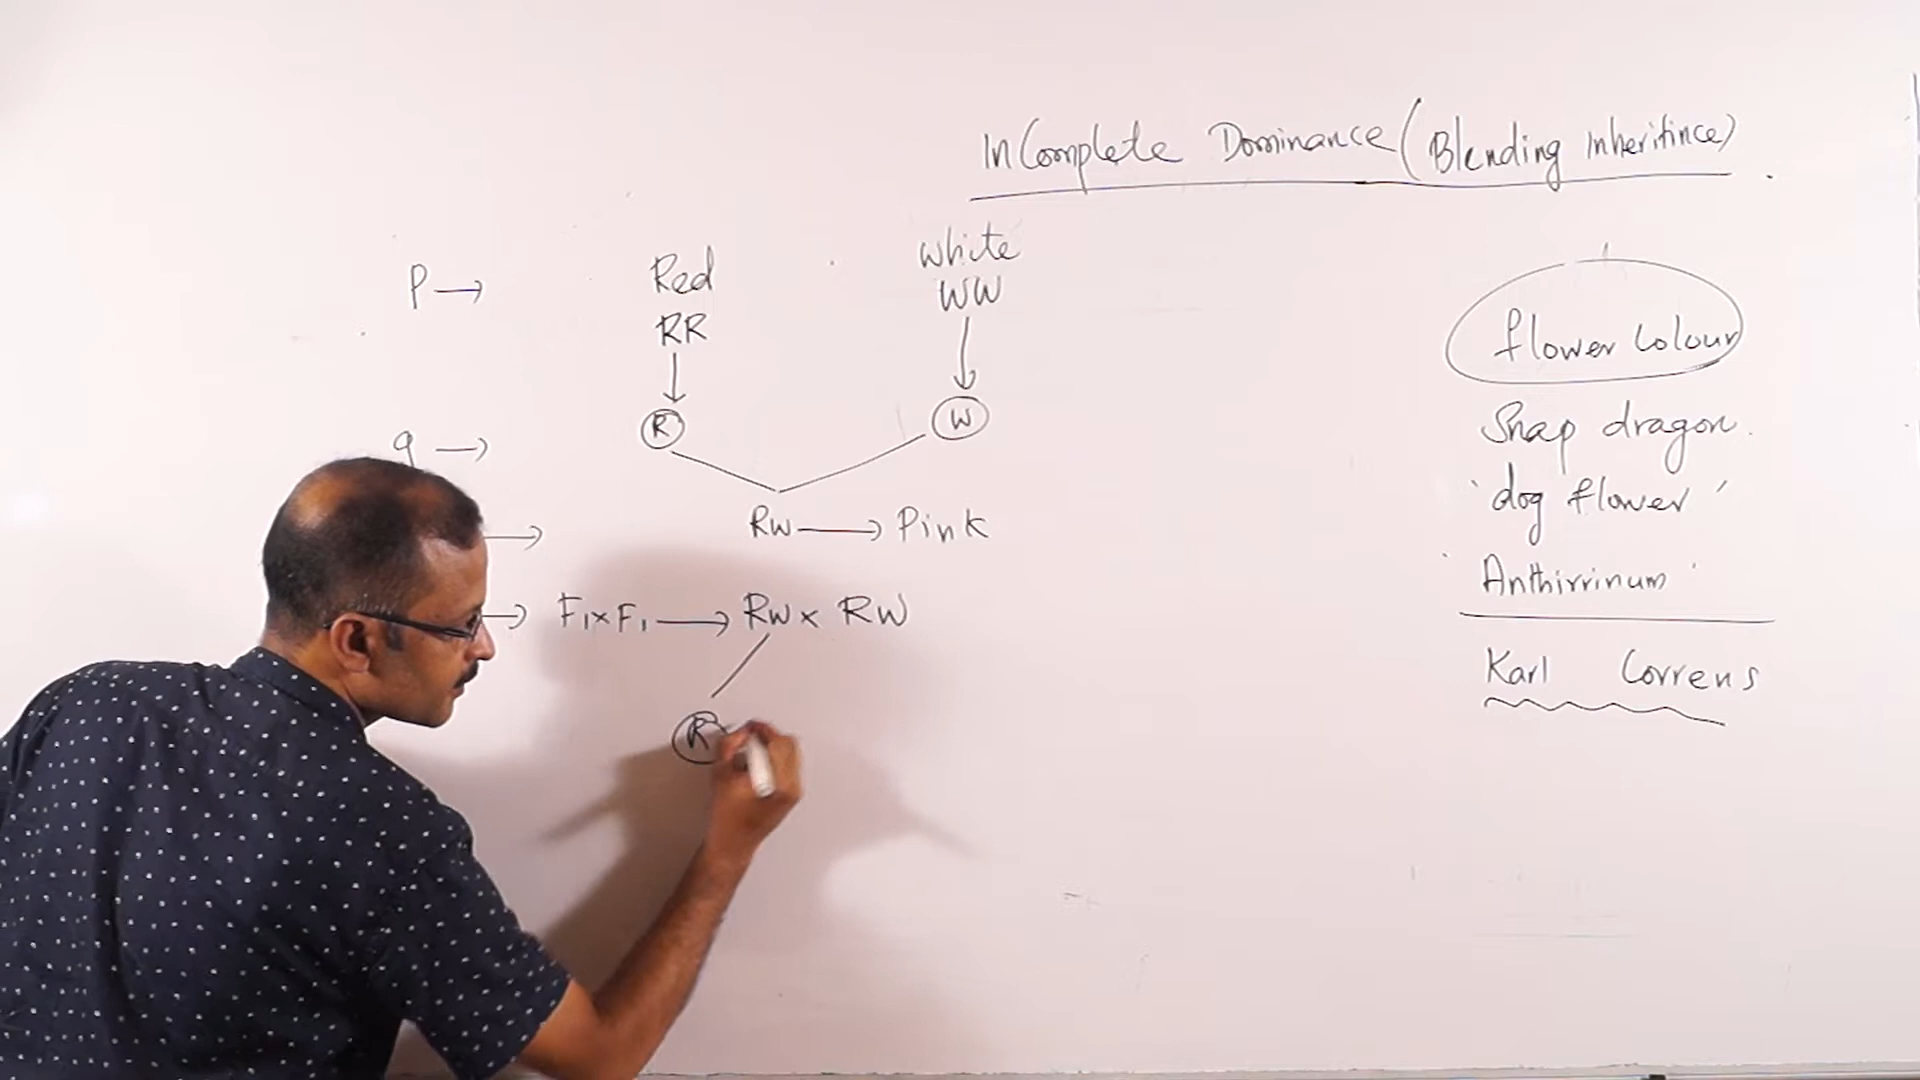 InComplete Dominance (Blending Inheritince)
P → Red White
RR WW
R W
g →
RW → Pink
F1 x F1 → RW x RW
R
flower Colour
Snap dragon.
'dog flower'
Anthirrinum
Karl Correns